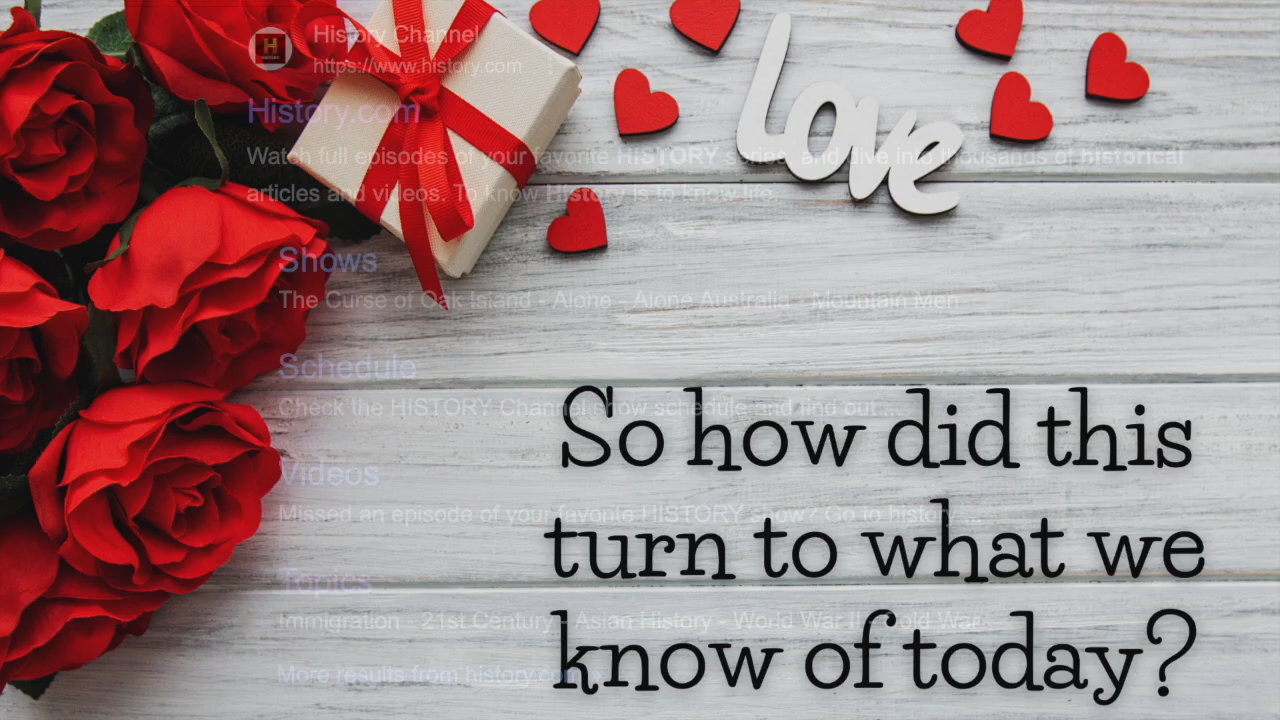 History Channel
https://www.history.com
History.com
Watch full episodes of your favorite HISTORY series, and dive into thousands of historical
articles and videos. To know History is to know life.
Shows
The Curse of Oak Island - Alone - Alone Australia - Mountain Men
Schedule
Check the HISTORY Channel show schedule and find out ...
Videos
Missed an episode of your favorite HISTORY show? Go to history
Topics
Immigration - 21st Century - Asian History - World War II - Cold War
More results from history.com
love
So how did this
turn to what we
know of today?